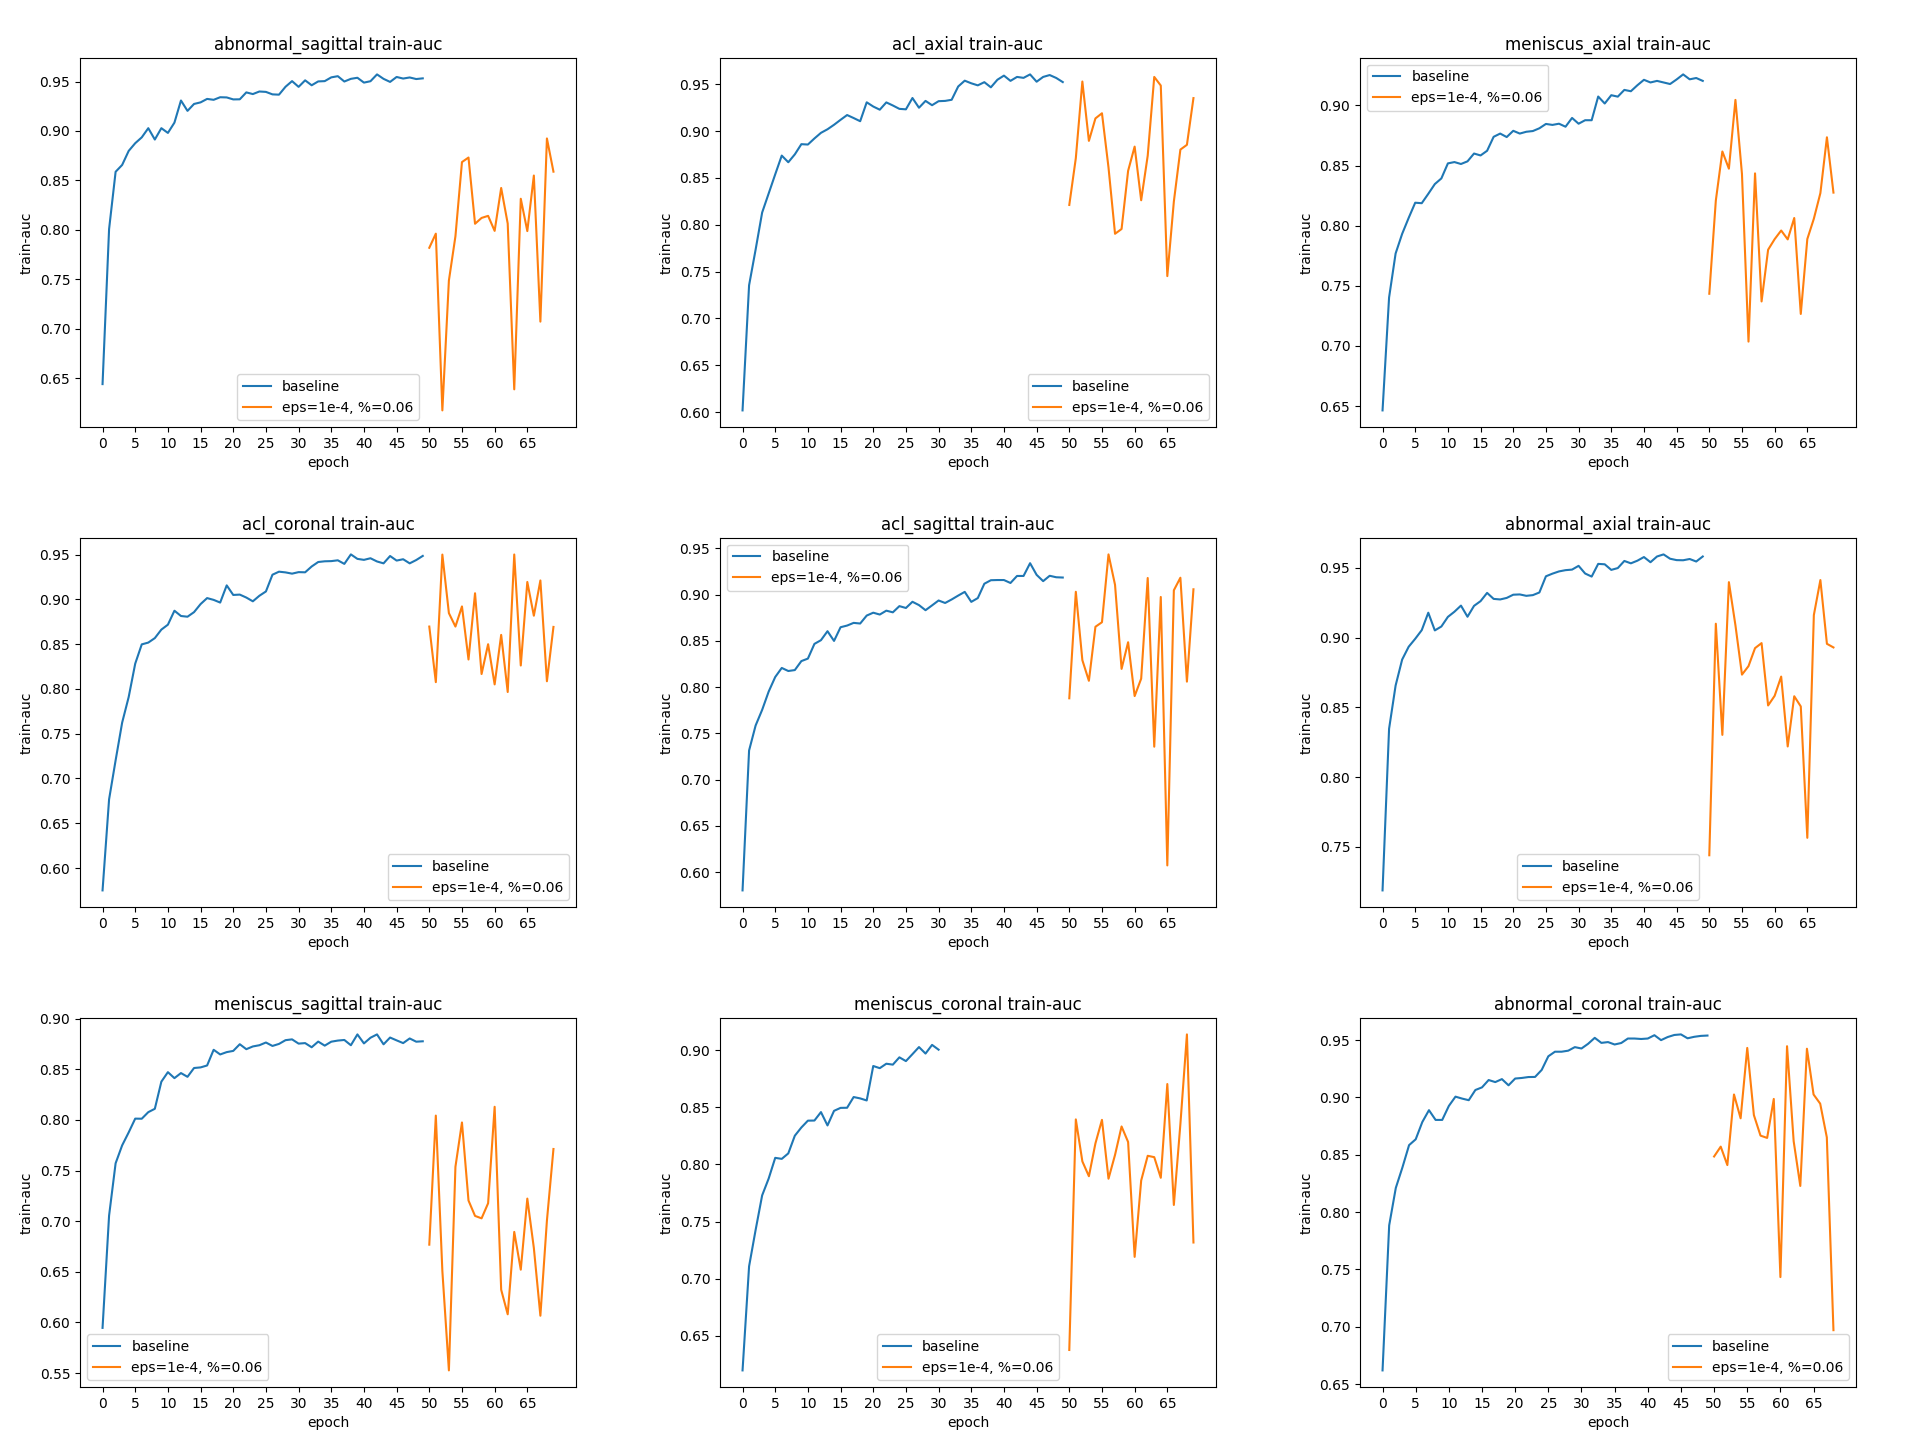 abnormal_sagittal train-auc
train-auc
0.95
0.90
0.85
0.80
0.75
0.70
0.65
baseline
eps=1e-4, %=0.06
0 5 10 15 20 25 30 35 40 45 50 55 60 65
epoch
acl_axial train-auc
train-auc
0.95
0.90
0.85
0.80
0.75
0.70
0.65
0.60
baseline
eps=1e-4, %=0.06
0 5 10 15 20 25 30 35 40 45 50 55 60 65
epoch
meniscus_axial train-auc
train-auc
0.90
0.85
0.80
0.75
0.70
0.65
baseline
eps=1e-4, %=0.06
0 5 10 15 20 25 30 35 40 45 50 55 60 65
epoch
acl_coronal train-auc
train-auc
0.95
0.90
0.85
0.80
0.75
0.70
0.65
0.60
baseline
eps=1e-4, %=0.06
0 5 10 15 20 25 30 35 40 45 50 55 60 65
epoch
acl_sagittal train-auc
train-auc
0.95
0.90
0.85
0.80
0.75
0.70
0.65
0.60
baseline
eps=1e-4, %=0.06
0 5 10 15 20 25 30 35 40 45 50 55 60 65
epoch
abnormal_axial train-auc
train-auc
0.95
0.90
0.85
0.80
0.75
baseline
eps=1e-4, %=0.06
0 5 10 15 20 25 30 35 40 45 50 55 60 65
epoch
meniscus_sagittal train-auc
train-auc
0.90
0.85
0.80
0.75
0.70
0.65
0.60
0.55
baseline
eps=1e-4, %=0.06
0 5 10 15 20 25 30 35 40 45 50 55 60 65
epoch
meniscus_coronal train-auc
train-auc
0.90
0.85
0.80
0.75
0.70
0.65
baseline
eps=1e-4, %=0.06
0 5 10 15 20 25 30 35 40 45 50 55 60 65
epoch
abnormal_coronal train-auc
train-auc
0.95
0.90
0.85
0.80
0.75
0.70
0.65
baseline
eps=1e-4, %=0.06
0 5 10 15 20 25 30 35 40 45 50 55 60 65
epoch